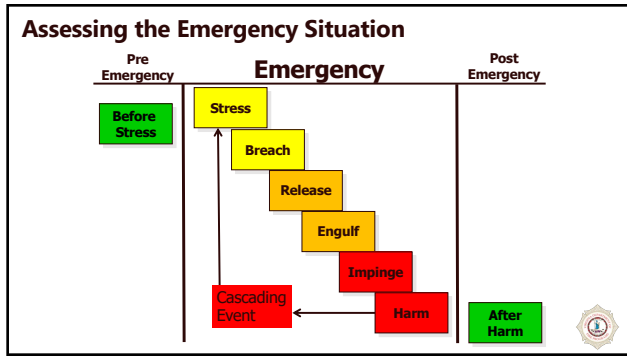 Assessing the Emergency Situation
Pre
Emergency
Emergency
Post
Emergency
Before
Stress
Stress
Breach
Release
Engulf
Impinge
Harm
Cascading
Event
After
Harm